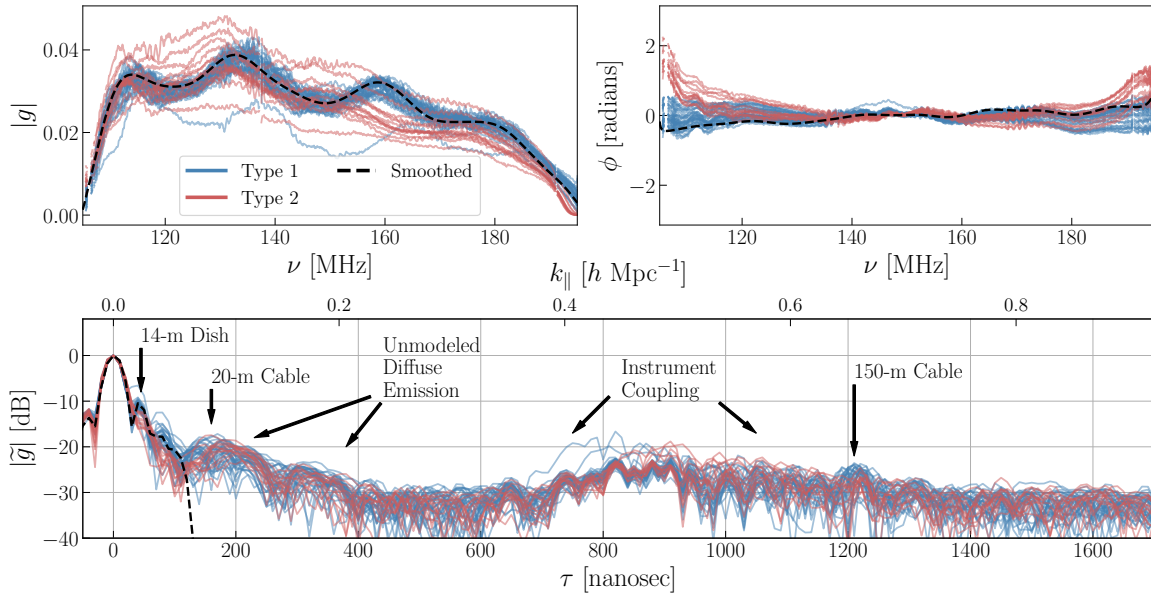 0.04
0.02
0.00
|g|
Type 1
Type 2
Smoothed
120 140 160 180
ν [MHz]
2
0
−2
ϕ [radians]
120 140 160 180
ν [MHz]
k∥ [h Mpc⁻¹]
0.0 0.2 0.4 0.6 0.8
14-m Dish
20-m Cable
Unmodeled
Diffuse
Emission
Instrument
Coupling
150-m Cable
0
−10
−20
−30
−40
|g̃| [dB]
0 200 400 600 800 1000 1200 1400 1600
τ [nanosec]